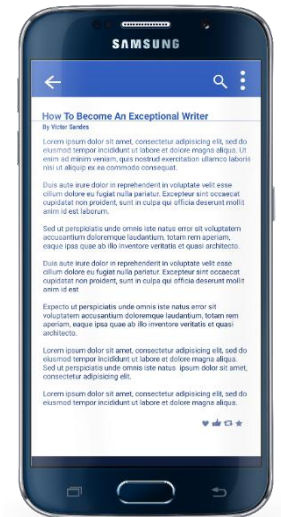 SAMSUNG
How To Become An Exceptional Writer
By Victor Sandes
Lorem ipsum dolor sit amet, consectetur adipisicing elit, sed do
eiusmod tempor incididunt ut labore et dolore magna aliqua. Ut
enim ad minim veniam, quis nostrud exercitation ullamco laboris
nisi ut aliquip ex ea commodo consequat.
Duis aute irure dolor in reprehenderit in voluptate velit esse
cillum dolore eu fugiat nulla pariatur. Excepteur sint occaecat
cupidatat non proident, sunt in culpa qui officia deserunt mollit
anim id est laborum.
Sed ut perspiciatis unde omnis iste natus error sit voluptatem
accusantium doloremque laudantium, totam rem aperiam,
eaque ipsa quae ab illo inventore veritatis et quasi architecto.
Duis aute irure dolor in reprehenderit in voluptate velit esse
cillum dolore eu fugiat nulla pariatur. Excepteur sint occaecat
cupidatat non proident, sunt in culpa qui officia deserunt mollit
anim id est
Expecto ut perspiciatis unde omnis iste natus error sit
voluptatem accusantium doloremque laudantium, totam rem
aperiam, eaque ipsa quae ab illo inventore veritatis et quasi
architecto.
Lorem ipsum dolor sit amet, consectetur adipisicing elit, sed do
eiusmod tempor incididunt ut labore et dolore magna aliqua.
Sed ut perspiciatis unde omnis iste natus ipsum dolor sit amet,
consectetur adipisicing elit.
Lorem ipsum dolor sit amet, consectetur adipisicing elit, sed do
eiusmod tempor incididunt ut labore et dolore magna aliqua.